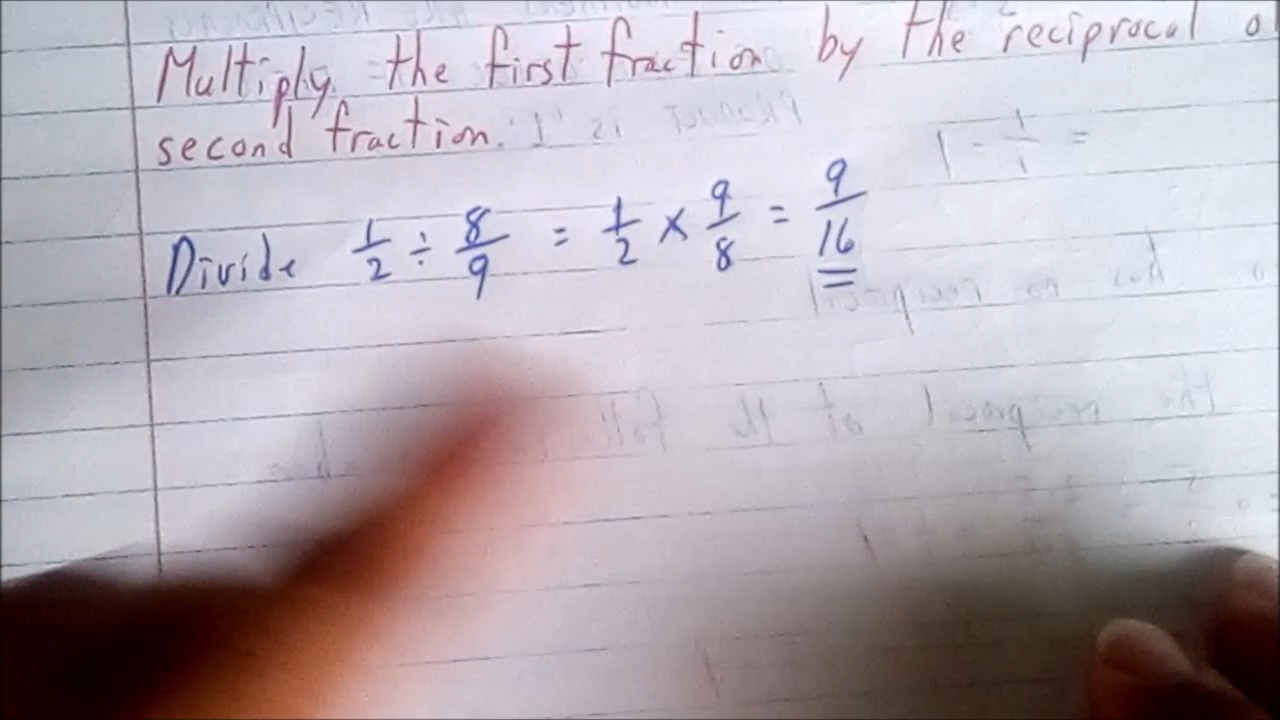 Multiply the first fraction by the reciprocal
second fraction.
Divide 1/2 ÷ 8/9 = 1/2 × 9/8 = 9/16